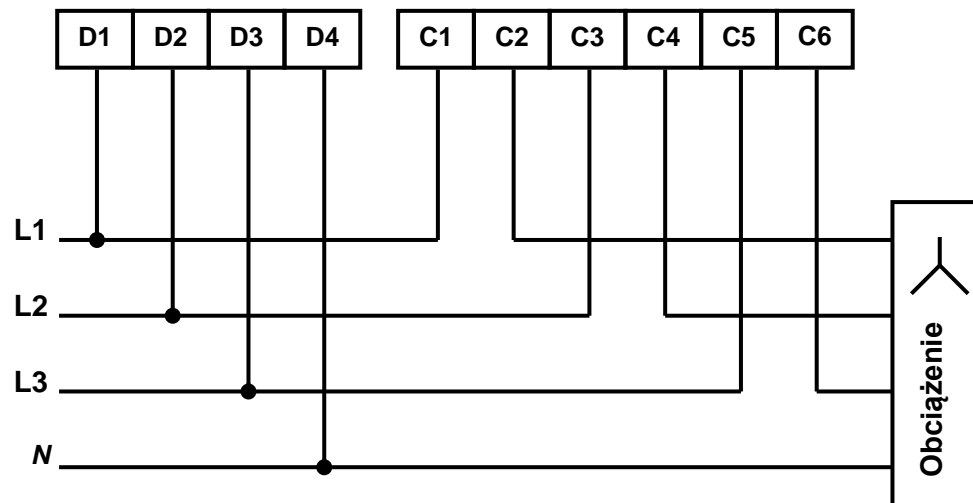 D1 D2 D3 D4 C1 C2 C3 C4 C5 C6
L1
L2
L3
N
Obciążenie